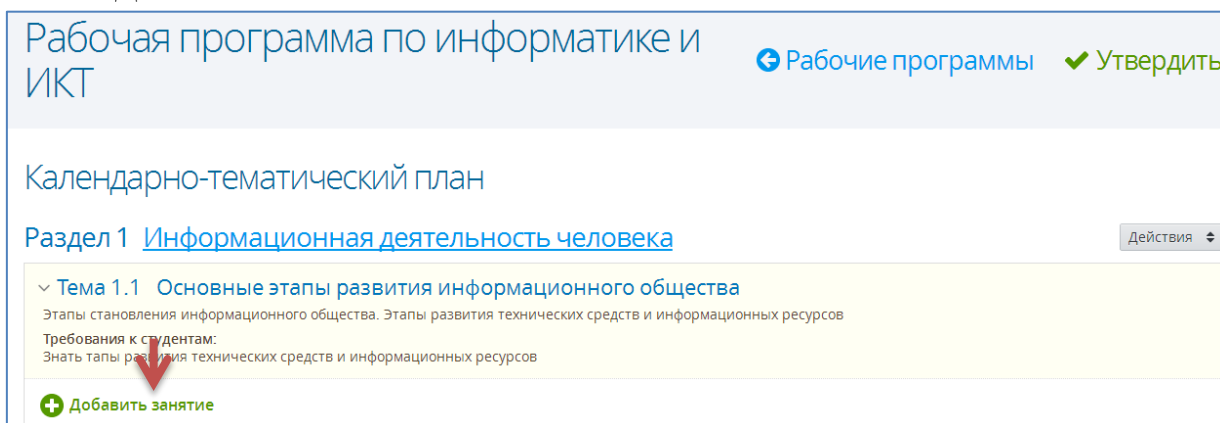 Рабочая программа по информатике и
ИКТ
Рабочие программы
Утвердить
Календарно-тематический план
Раздел 1 Информационная деятельность человека
Действия
Тема 1.1 Основные этапы развития информационного общества
Этапы становления информационного общества. Этапы развития технических средств и информационных ресурсов
Требования к студентам:
Знать тапы развития технических средств и информационных ресурсов
Добавить занятие